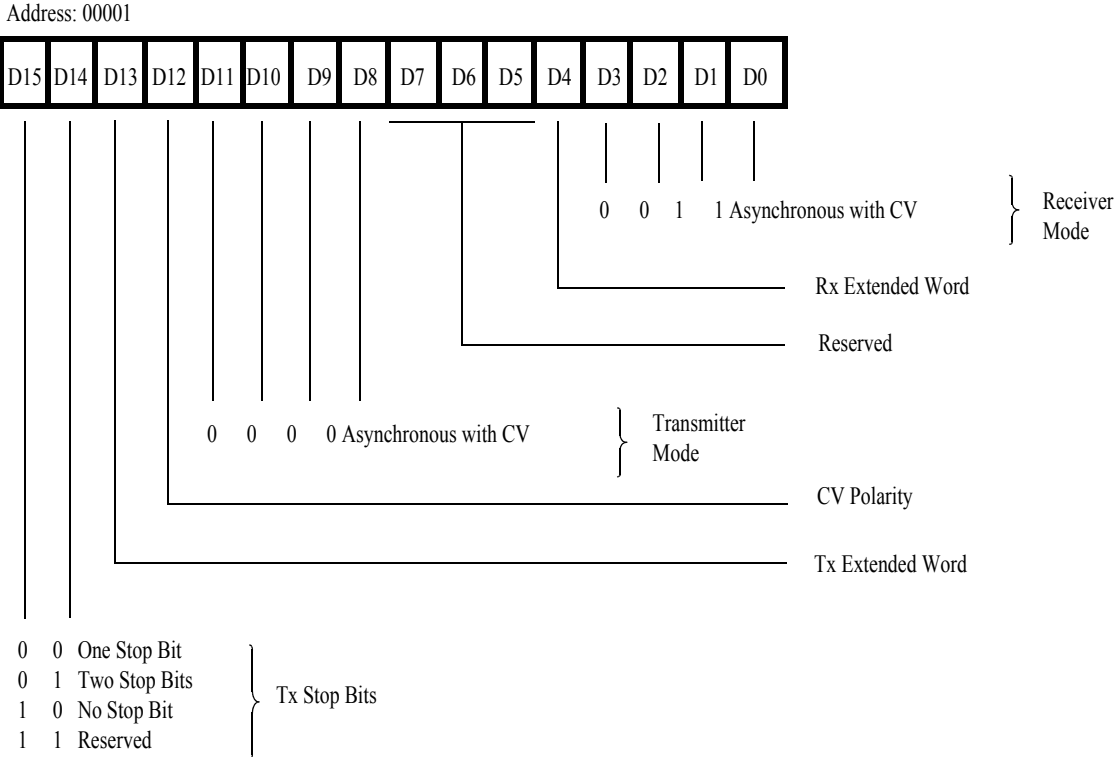 Address: 00001
D15 D14 D13 D12 D11 D10 D9 D8 D7 D6 D5 D4 D3 D2 D1 D0
0 0 1 1 Asynchronous with CV
Receiver
Mode
Rx Extended Word
Reserved
0 0 0 0 Asynchronous with CV
Transmitter
Mode
CV Polarity
Tx Extended Word
0 0 One Stop Bit
0 1 Two Stop Bits
1 0 No Stop Bit
1 1 Reserved
Tx Stop Bits